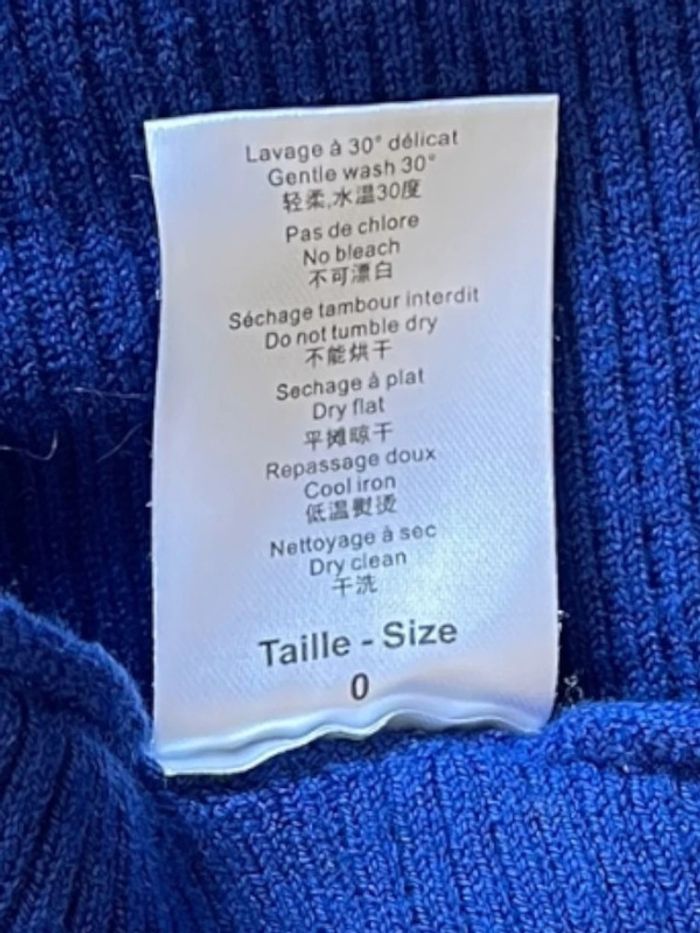 Lavage à 30° délicat
Gentle wash 30°
轻柔,水温30度
Pas de chlore
No bleach
不可漂白
Séchage tambour interdit
Do not tumble dry
不能烘干
Sechage à plat
Dry flat
平摊晾干
Repassage doux
Cool iron
低温熨烫
Nettoyage à sec
Dry clean
干洗
Taille - Size
0